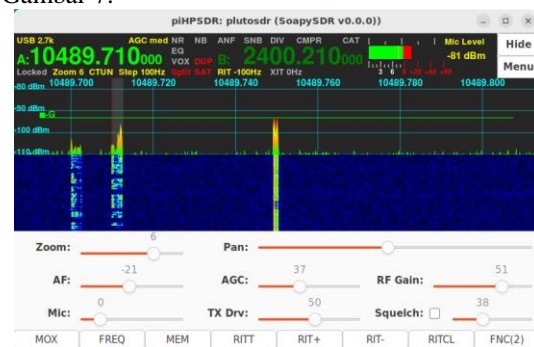 Gambar 7.
piHPSDR: plutosdr (SoapySDR v0.0.0))
USB 2.7k AGC med NR NB ANF SNB DIV CMPR CAT Mic Level Hide
EQ
A:10489.710000 VOX DUP B: 2400.210000 -81 dBm
Locked Zoom 6 CTUN Step 100Hz Split SAT RIT -100Hz XIT 0Hz 3 6 Menu
-80 dBm 10489.700 10489.720 10489.740 10489.760 10489.780 10489.800
-90 dBm
-G
-100 dBm
-110 dBm
Zoom: 6 Pan:
AF: -21 AGC: 37 RF Gain: 51
Mic: 0 TX Drv: 50 Squelch: 38
MOX FREQ MEM RITT RIT+ RIT- RITCL FNC(2)